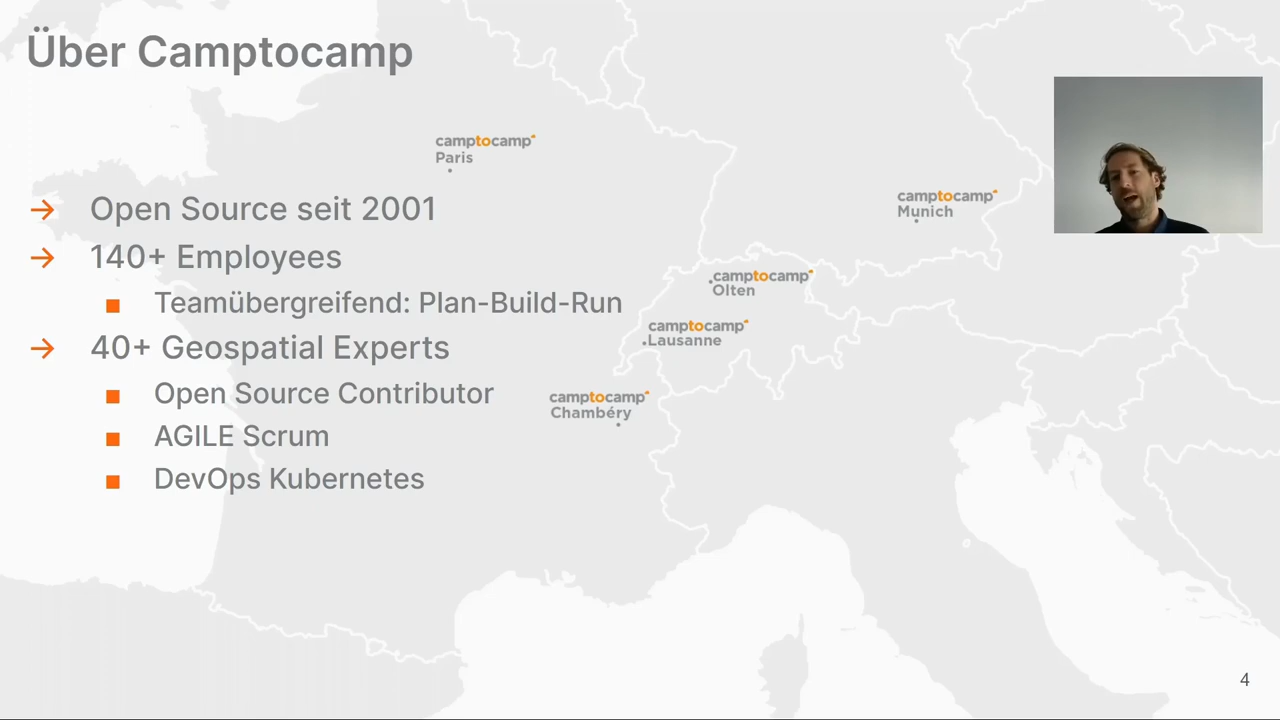 Über Camptocamp
camptocamp
Paris
camptocamp
Munich
Open Source seit 2001
140+ Employees
camptocamp
Olten
Teamübergreifend: Plan-Build-Run
camptocamp
Lausanne
40+ Geospatial Experts
Open Source Contributor
camptocamp
Chambéry
AGILE Scrum
DevOps Kubernetes
4